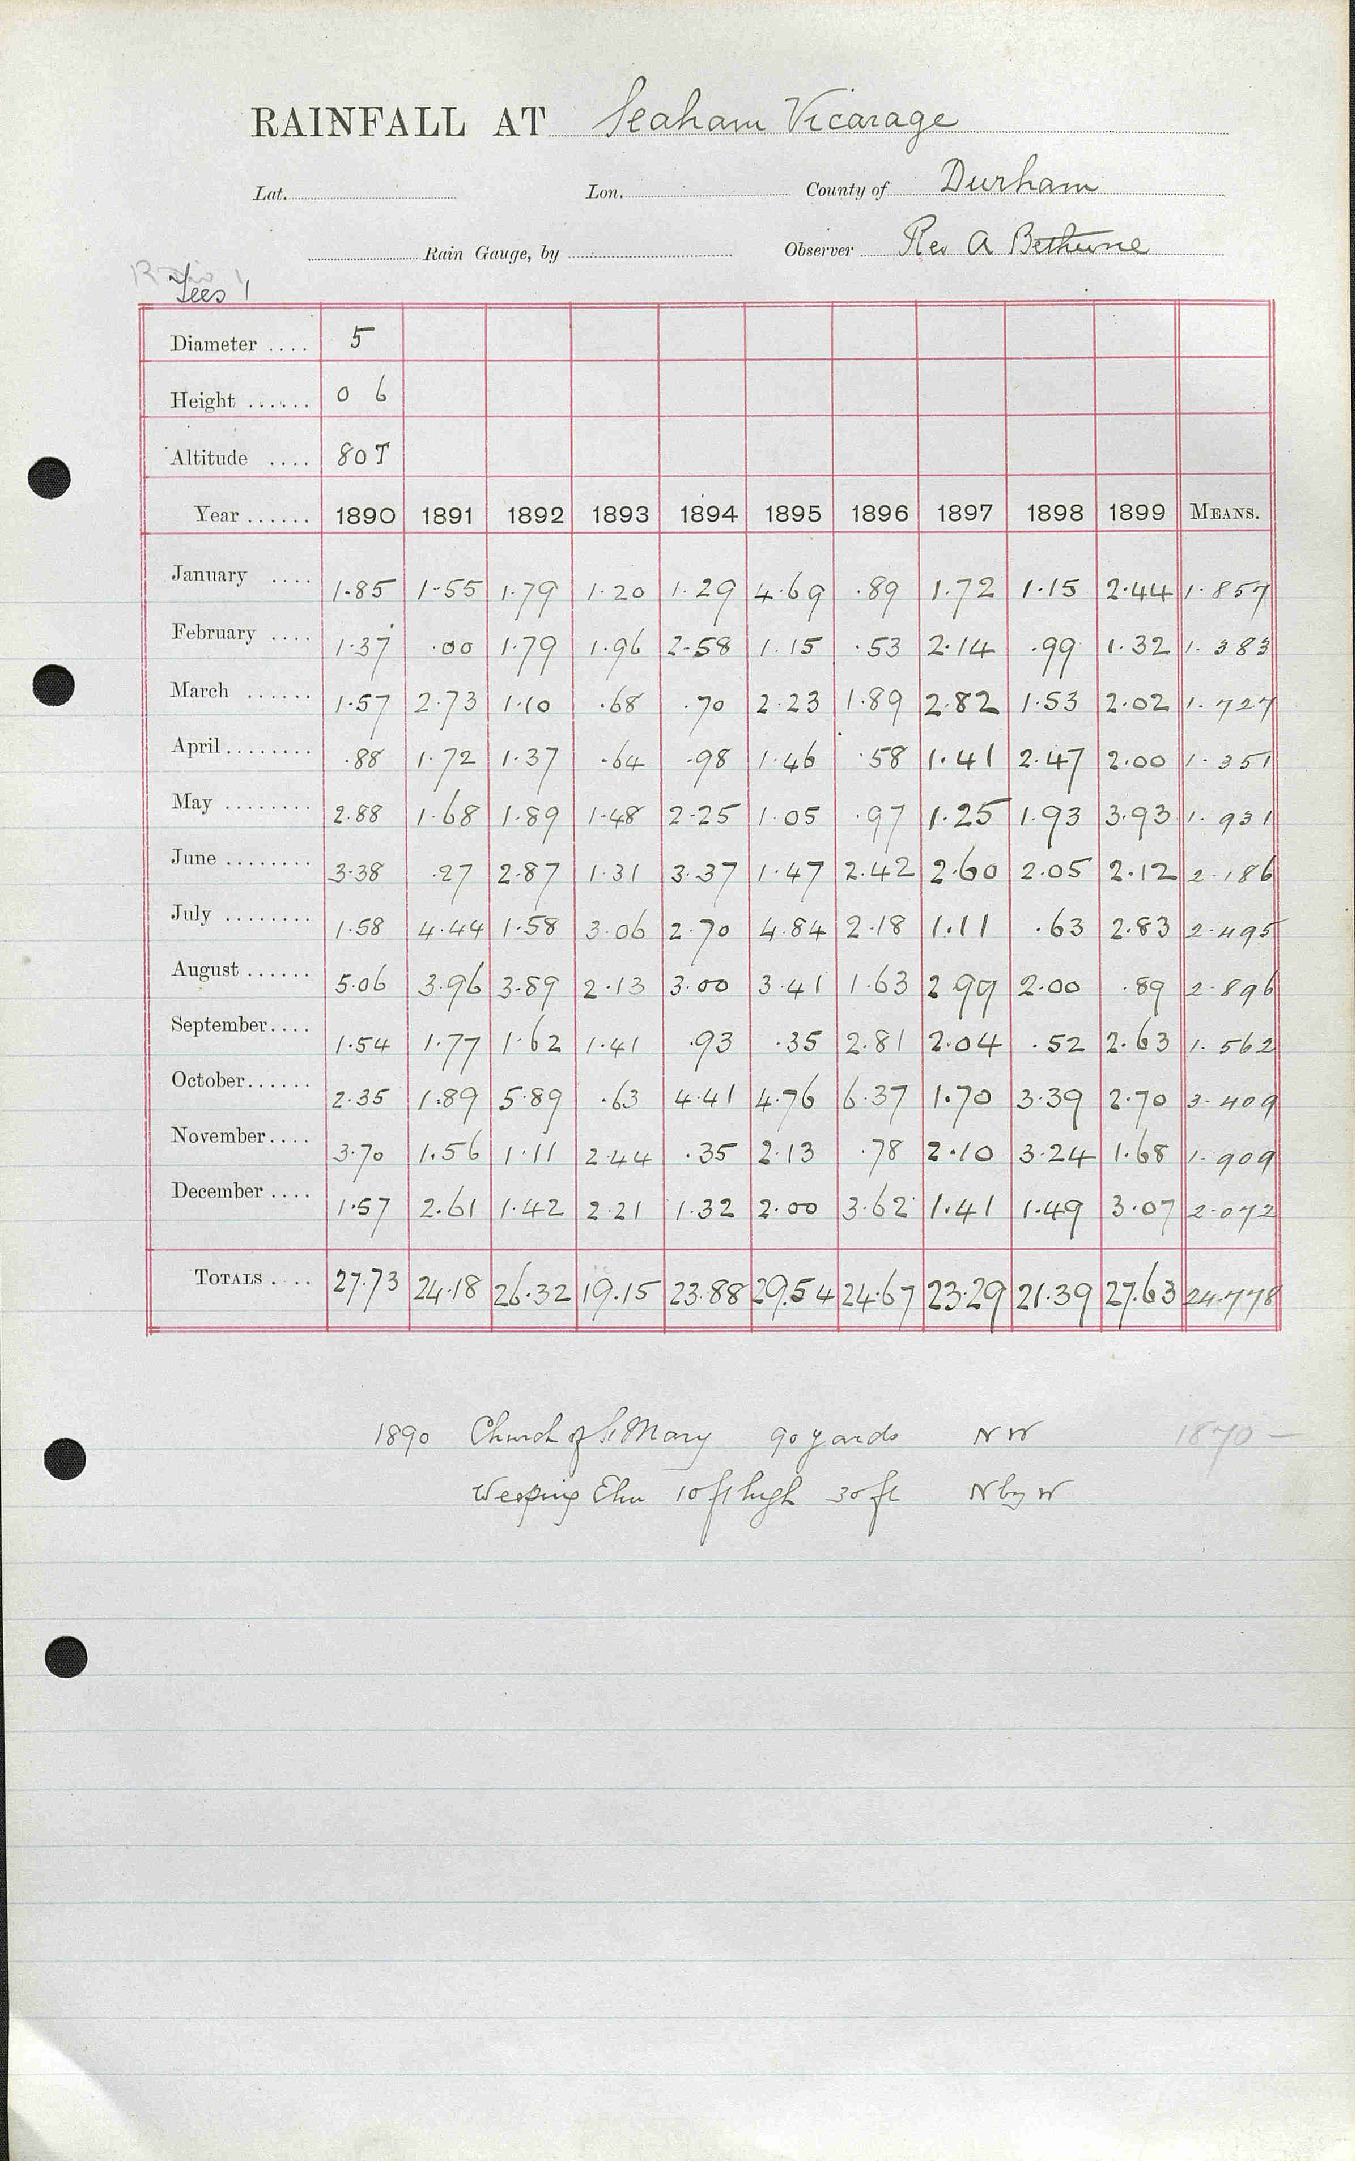 RAINFALL AT Seaham Vicarage
Lat. Lon. County of Durham
Rain Gauge, by Observer Rev A Bethune
Tees 1
Diameter .... 5
Height ...... 0 6
Altitude .... 80T
Year ...... 1890 1891 1892 1893 1894 1895 1896 1897 1898 1899 MEANS.
January .... 1.85 1.55 1.79 1.20 1.29 4.69 .89 1.72 1.15 2.44 1.857
February .... 1.37 .00 1.79 1.96 2.58 1.15 .53 2.14 .99 1.32 1.383
March ...... 1.57 2.73 1.10 .68 .70 2.23 1.89 2.82 1.53 2.02 1.727
April ........ .88 1.72 1.37 .64 .98 1.46 .58 1.41 2.47 2.00 1.351
May ........ 2.88 1.68 1.89 1.48 2.25 1.05 .97 1.25 1.93 3.93 1.931
June ........ 3.38 .27 2.87 1.31 3.37 1.47 2.42 2.60 2.05 2.12 2.186
July ........ 1.58 4.44 1.58 3.06 2.70 4.84 2.18 1.11 .63 2.83 2.495
August ...... 5.06 3.96 3.89 2.13 3.00 3.41 1.63 2.99 2.00 .89 2.896
September .... 1.54 1.77 1.62 1.41 .93 .35 2.81 2.04 .52 2.63 1.562
October ...... 2.35 1.89 5.89 .63 4.41 4.76 6.37 1.70 3.39 2.70 3.409
November .... 3.70 1.56 1.11 2.44 .35 2.13 .78 2.10 3.24 1.68 1.909
December .... 1.57 2.61 1.42 2.21 1.32 2.00 3.62 1.41 1.49 3.07 2.072
TOTALS .... 27.73 24.18 26.32 19.15 23.88 29.54 24.67 23.29 21.39 27.63 24.778
1890 Church of St Mary 90 yards NW 1870 -
Weeping Elm 10 ft high 30 ft N by W